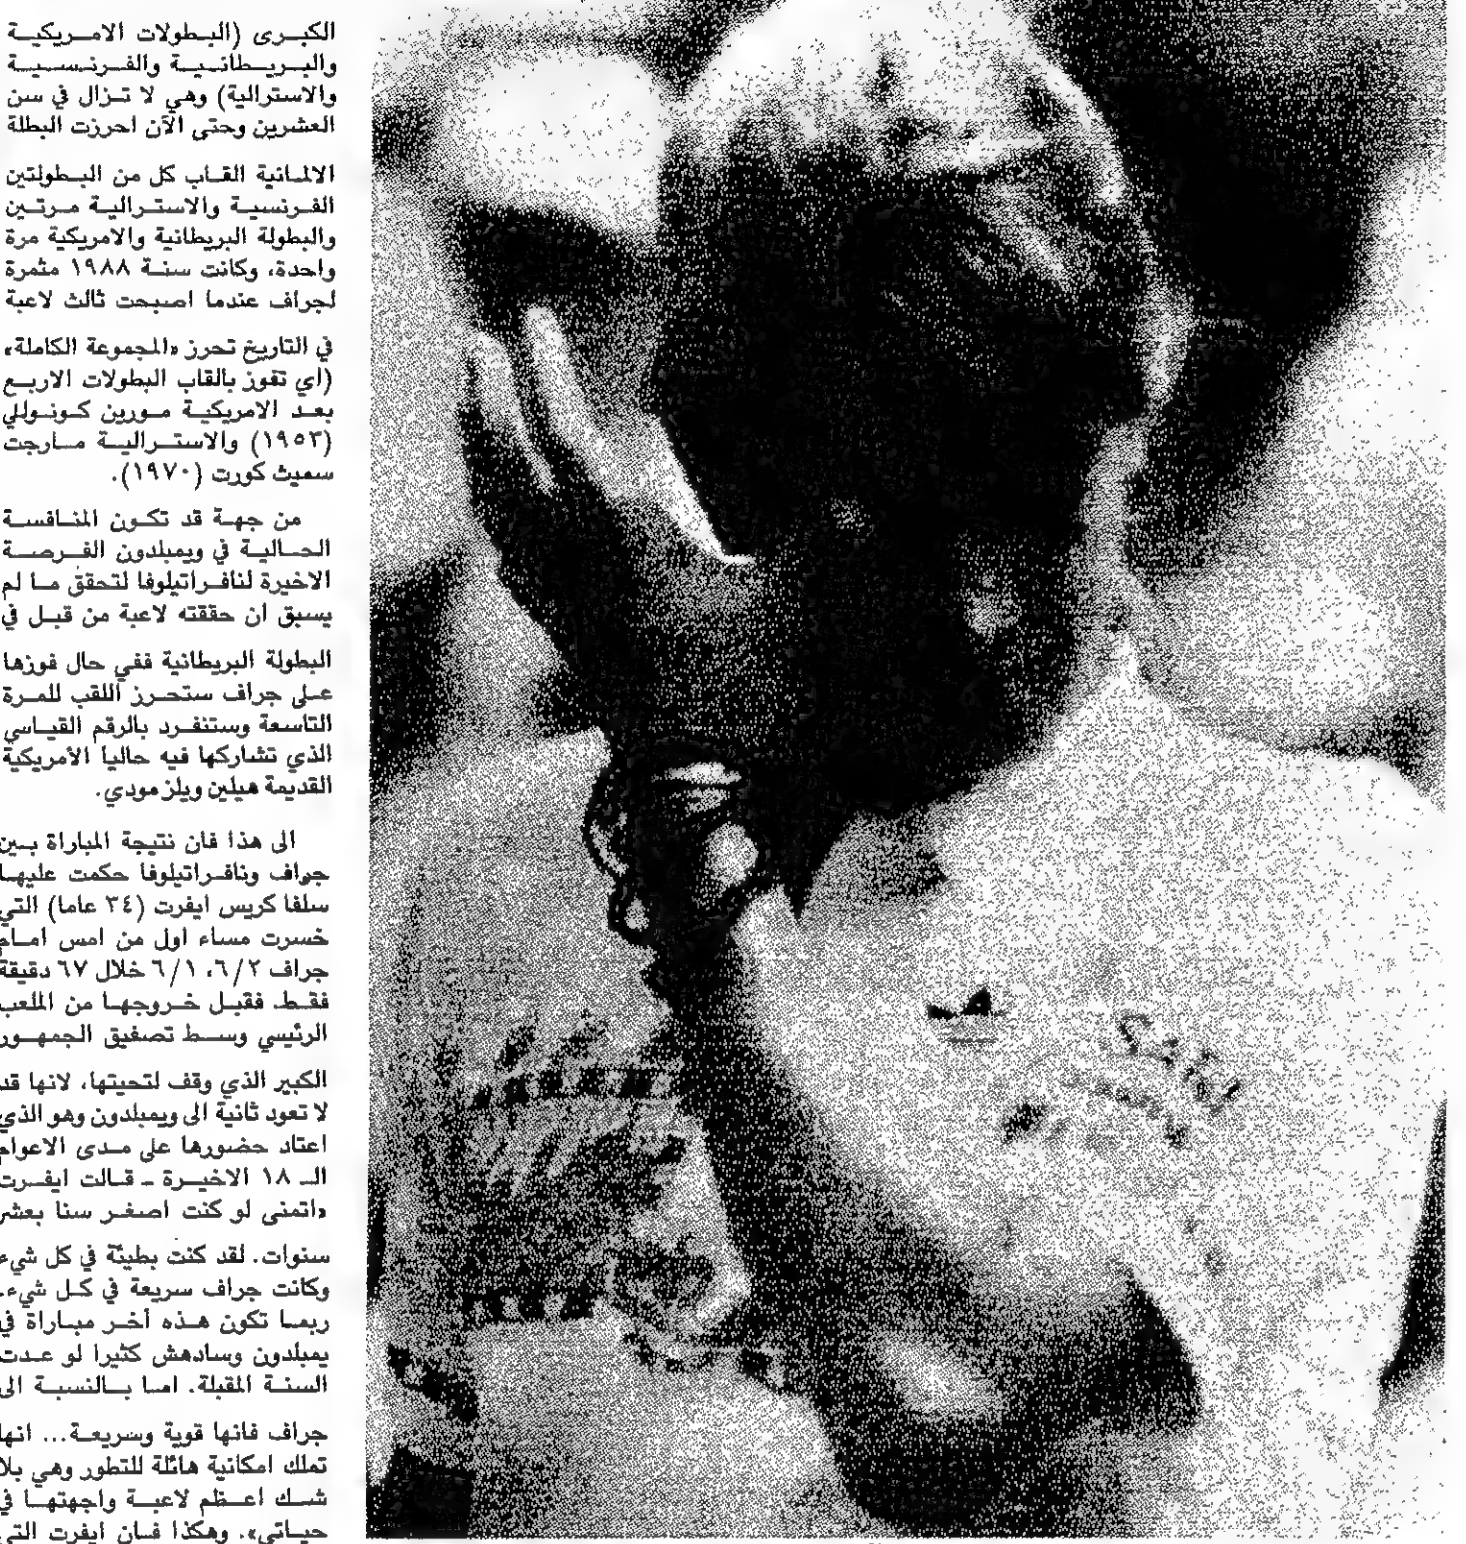 الكبرى (البطولات الامريكية
والبريطانية والفرنسية
والاسترالية) وهي لا تزال في سن
العشرين وحتى الآن احرزت البطلة
الالمانية القاب كل من البطولتين
الفرنسية والاسترالية مرتين
والبطولة البريطانية والامريكية مرة
واحدة، وكانت سنة ١٩٨٨ مثمرة
لجراف عندما اصبحت ثالث لاعبة
في التاريخ تحرز «المجموعة الكاملة»
(اي تفوز بالقاب البطولات الاربع
بعد الامريكية مورين كونوللي
(١٩٥٣) والاسترالية مارجت
سميث كورت (١٩٧٠).
من جهة قد تكون المنافسة
الحالية في ويمبلدون الفرصة
الاخيرة لنافراتيلوفا لتحقق ما لم
يسبق ان حققته لاعبة من قبل في
البطولة البريطانية ففي حال فوزها
على جراف ستحرز اللقب للمرة
التاسعة وستنفرد بالرقم القياسي
الذي تشاركها فيه حاليا الأمريكية
القديمة هيلين ويلز مودي.
الى هذا فان نتيجة المباراة بين
جراف ونافراتيلوفا حكمت عليها
سلفا كريس ايفرت (٣٤ عاما) التي
خسرت مساء اول من امس امام
جراف ٦/٢، ٦/١ خلال ٦٧ دقيقة
فقط. فقبل خروجها من الملعب
الرئيسي وسط تصفيق الجمهور
الكبير الذي وقف لتحيتها، لانها قد
لا تعود ثانية الى ويمبلدون وهو الذي
اعتاد حضورها على مدى الاعوام
الـ ١٨ الاخيرة ـ قالت ايفرت
«اتمنى لو كنت اصغر سنا بعشر
سنوات. لقد كنت بطيئة في كل شيء
وكانت جراف سريعة في كل شيء.
ربما تكون هذه أخر مباراة في
يمبلدون وسادهش كثيرا لو عدت
السنة المقبلة. اما بالنسبة الى
جراف فانها قوية وسريعة... انها
تملك امكانية هائلة للتطور وهي بلا
شك اعظم لاعبة واجهتها في
حياتي». وهكذا فان ايفرت التي